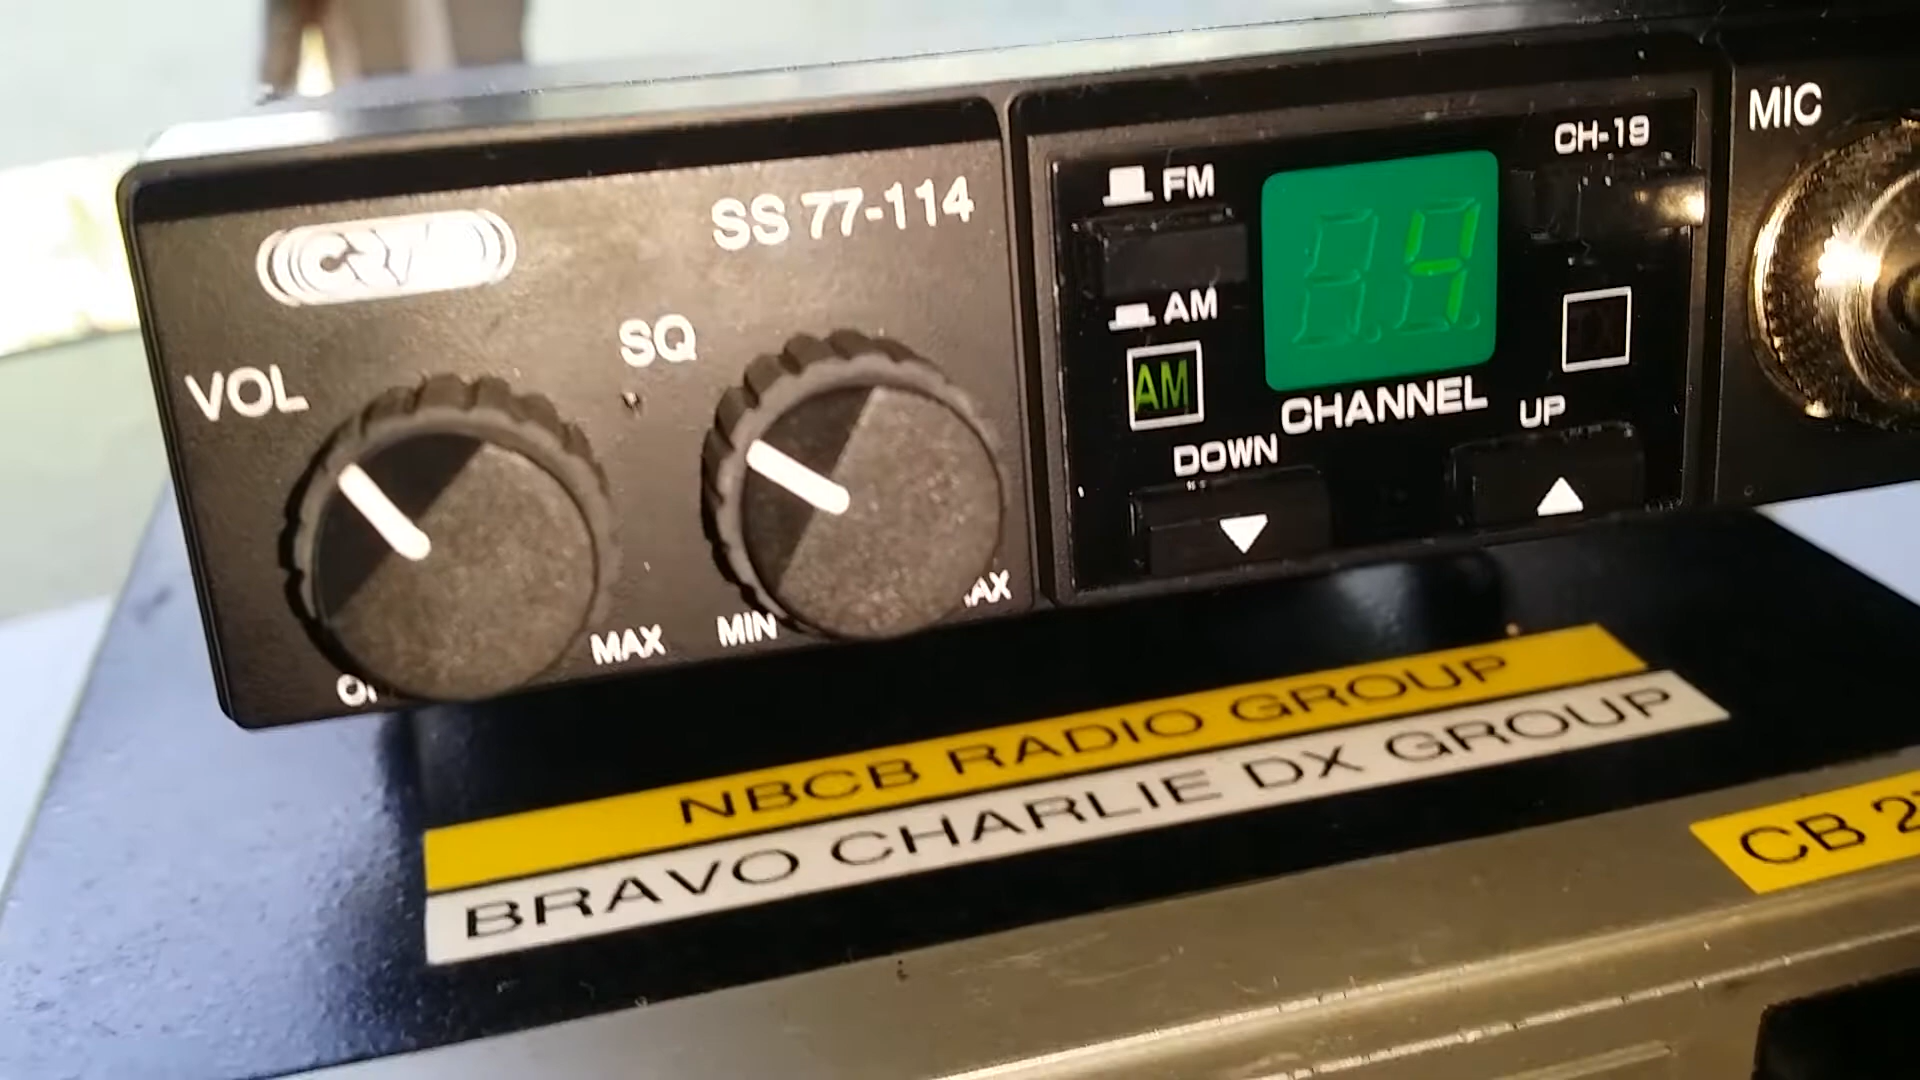 SS 77-114
VOL
SQ
MAX
MIN
FM
AM
AM
4
CHANNEL
DOWN
UP
CH-19
MIC
NBCB RADIO GROUP
BRAVO CHARLIE DX GROUP
CB